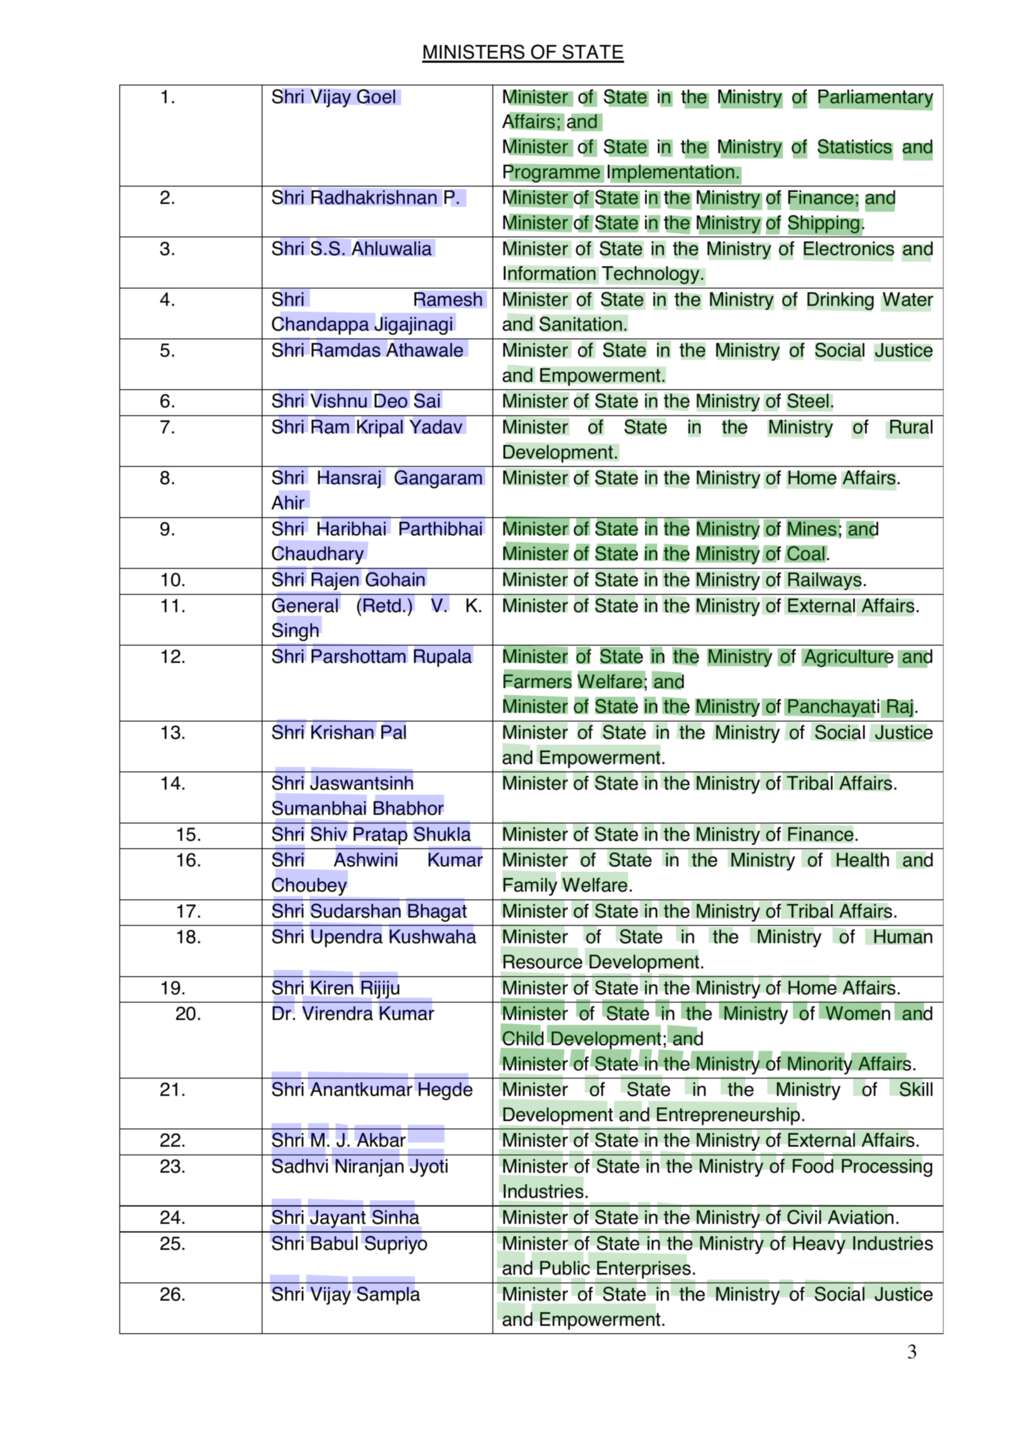 MINISTERS OF STATE
1. Shri Vijay Goel Minister of State in the Ministry of Parliamentary
Affairs; and
Minister of State in the Ministry of Statistics and
Programme Implementation.
2. Shri Radhakrishnan P. Minister of State in the Ministry of Finance; and
Minister of State in the Ministry of Shipping.
3. Shri S.S. Ahluwalia Minister of State in the Ministry of Electronics and
Information Technology.
4. Shri Ramesh Minister of State in the Ministry of Drinking Water
Chandappa Jigajinagi and Sanitation.
5. Shri Ramdas Athawale Minister of State in the Ministry of Social Justice
and Empowerment.
6. Shri Vishnu Deo Sai Minister of State in the Ministry of Steel.
7. Shri Ram Kripal Yadav Minister of State in the Ministry of Rural
Development.
8. Shri Hansraj Gangaram Minister of State in the Ministry of Home Affairs.
Ahir
9. Shri Haribhai Parthibhai Minister of State in the Ministry of Mines; and
Chaudhary Minister of State in the Ministry of Coal.
10. Shri Rajen Gohain Minister of State in the Ministry of Railways.
11. General (Retd.) V. K. Minister of State in the Ministry of External Affairs.
Singh
12. Shri Parshottam Rupala Minister of State in the Ministry of Agriculture and
Farmers Welfare; and
Minister of State in the Ministry of Panchayati Raj.
13. Shri Krishan Pal Minister of State in the Ministry of Social Justice
and Empowerment.
14. Shri Jaswantsinh Minister of State in the Ministry of Tribal Affairs.
Sumanbhai Bhabhor
15. Shri Shiv Pratap Shukla Minister of State in the Ministry of Finance.
16. Shri Ashwini Kumar Minister of State in the Ministry of Health and
Choubey Family Welfare.
17. Shri Sudarshan Bhagat Minister of State in the Ministry of Tribal Affairs.
18. Shri Upendra Kushwaha Minister of State in the Ministry of Human
Resource Development.
19. Shri Kiren Rijiju Minister of State in the Ministry of Home Affairs.
20. Dr. Virendra Kumar Minister of State in the Ministry of Women and
Child Development; and
Minister of State in the Ministry of Minority Affairs.
21. Shri Anantkumar Hegde Minister of State in the Ministry of Skill
Development and Entrepreneurship.
22. Shri M. J. Akbar Minister of State in the Ministry of External Affairs.
23. Sadhvi Niranjan Jyoti Minister of State in the Ministry of Food Processing
Industries.
24. Shri Jayant Sinha Minister of State in the Ministry of Civil Aviation.
25. Shri Babul Supriyo Minister of State in the Ministry of Heavy Industries
and Public Enterprises.
26. Shri Vijay Sampla Minister of State in the Ministry of Social Justice
and Empowerment.
3